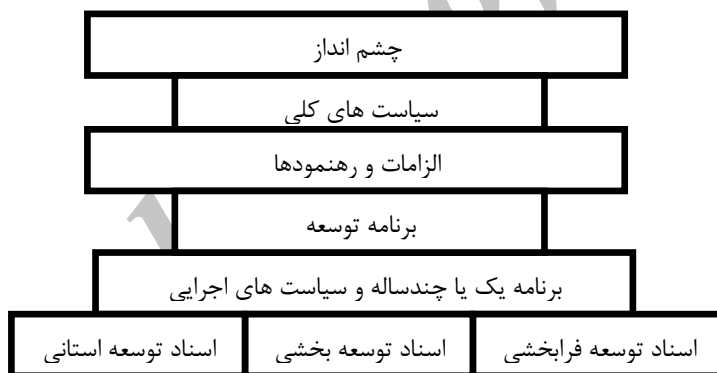 چشم انداز
سیاست های کلی
الزامات و رهنمودها
برنامه توسعه
برنامه یک یا چندساله و سیاست های اجرایی
اسناد توسعه فرابخشی
اسناد توسعه بخشی
اسناد توسعه استانی